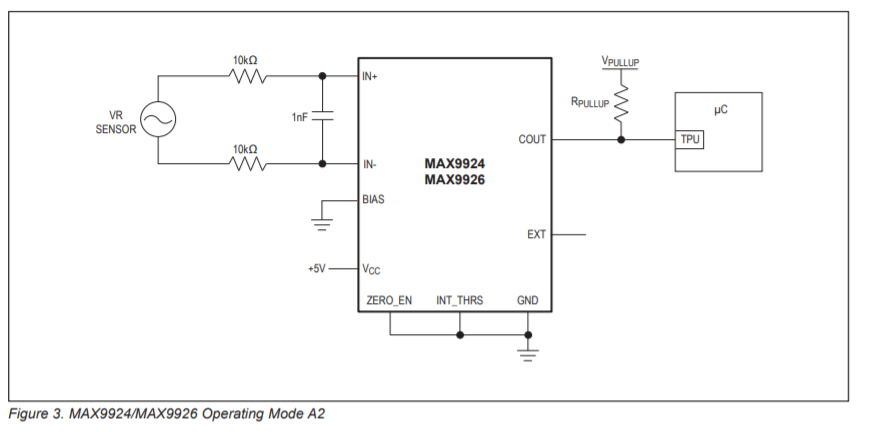 10kΩ
VR
SENSOR
1nF
10kΩ
IN+
IN-
BIAS
+5V
VCC
MAX9924
MAX9926
ZERO_EN INT_THRS GND
COUT
EXT
VPULLUP
RPULLUP
µC
TPU
Figure 3. MAX9924/MAX9926 Operating Mode A2